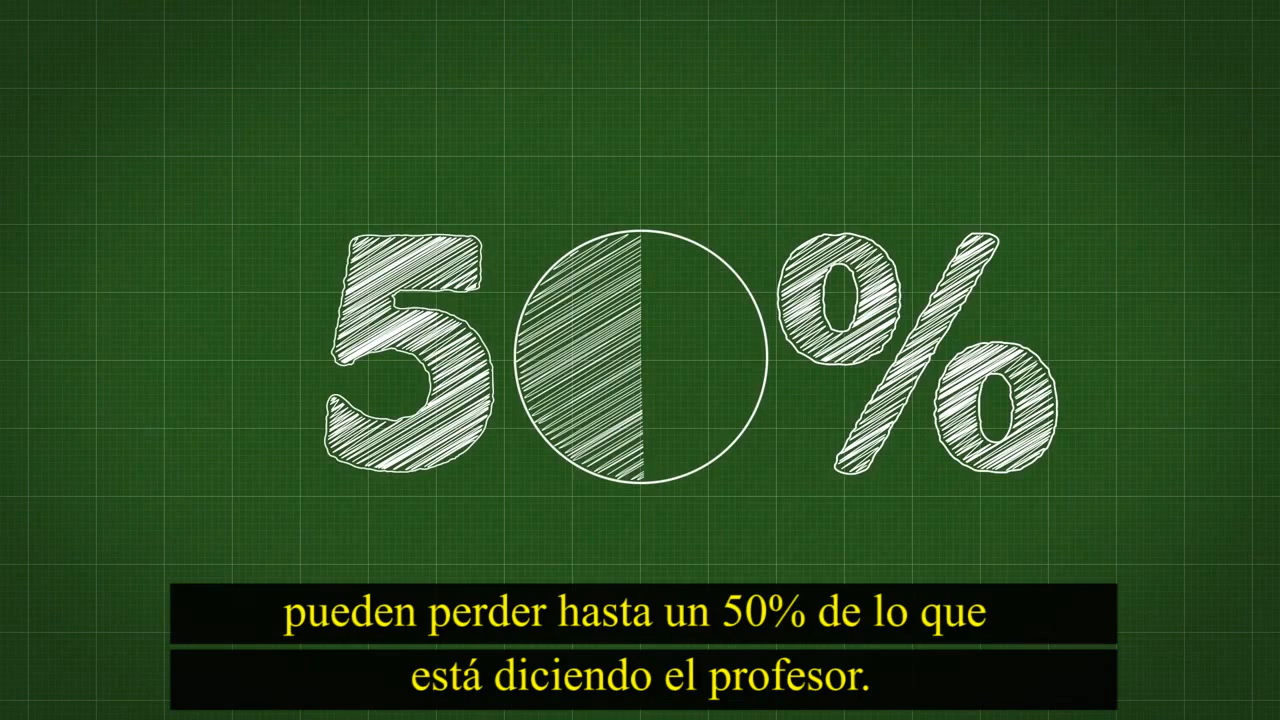 50%
pueden perder hasta un 50% de lo que
está diciendo el profesor.